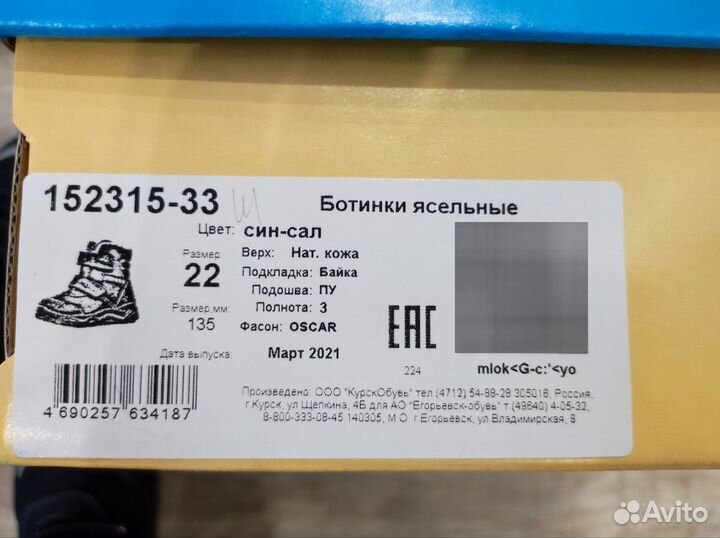 152315-33 Ботинки ясельные
Цвет: син-сал
Размер: Верх: Нат. кожа
22 Подкладка: Байка
Подошва: ПУ
Размер,мм: Полнота: 3
135 Фасон: OSCAR
EAC
Дата выпуска: Март 2021 224
mlok<G-c:'<yo
4 690257 634187
Произведено: ООО "КурскОбувь" тел.(4712) 54-98-28 305016, Россия,
г.Курск, ул Щепкина, 4Б для АО "Егорьевск-обувь" т (49640) 4-05-32,
8-800-333-08-45 140305, М.О. г.Егорьевск, ул.Владимирская, 8
Avito